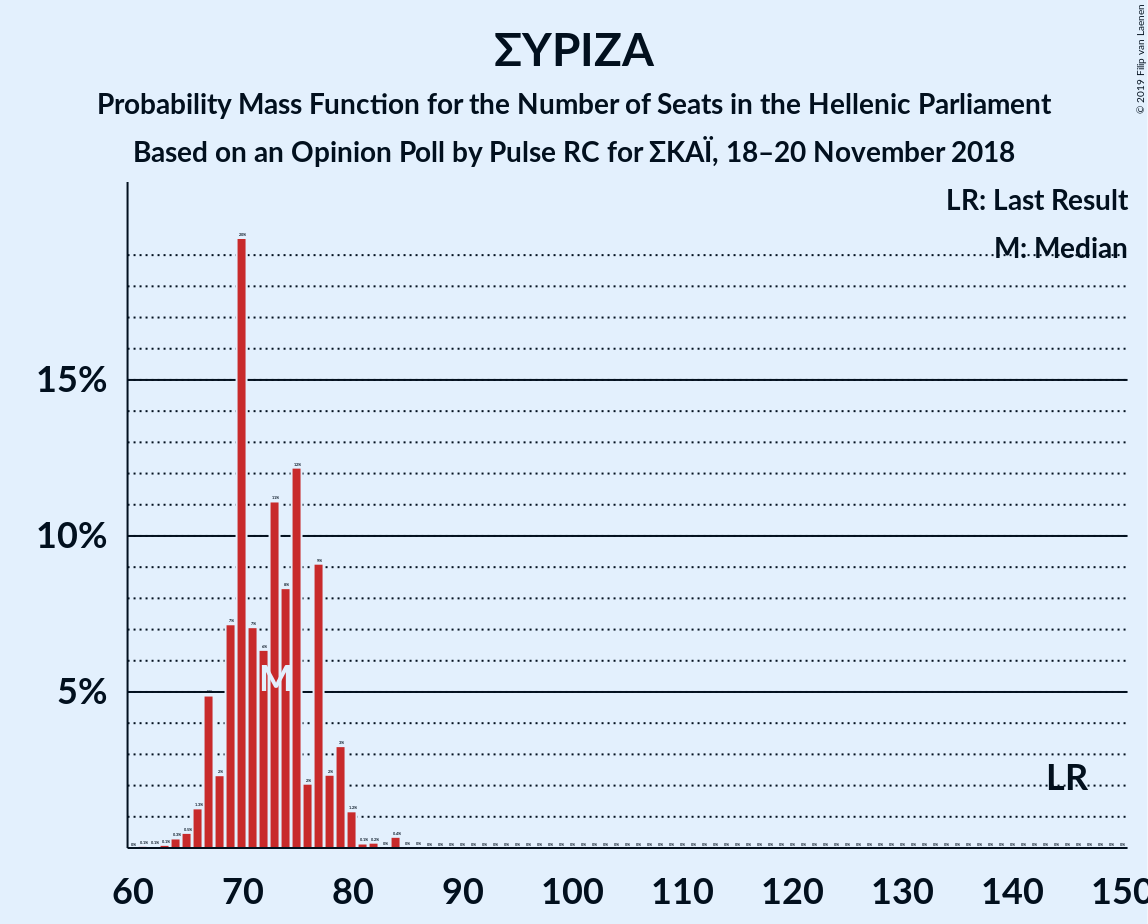 ΣΥΡΙΖΑ
Probability Mass Function for the Number of Seats in the Hellenic Parliament
Based on an Opinion Poll by Pulse RC for ΣΚΑΪ, 18–20 November 2018
© 2019 Filip van Laenen
LR: Last Result
M: Median
15%
10%
5%
M
LR
60 70 80 90 100 110 120 130 140 150